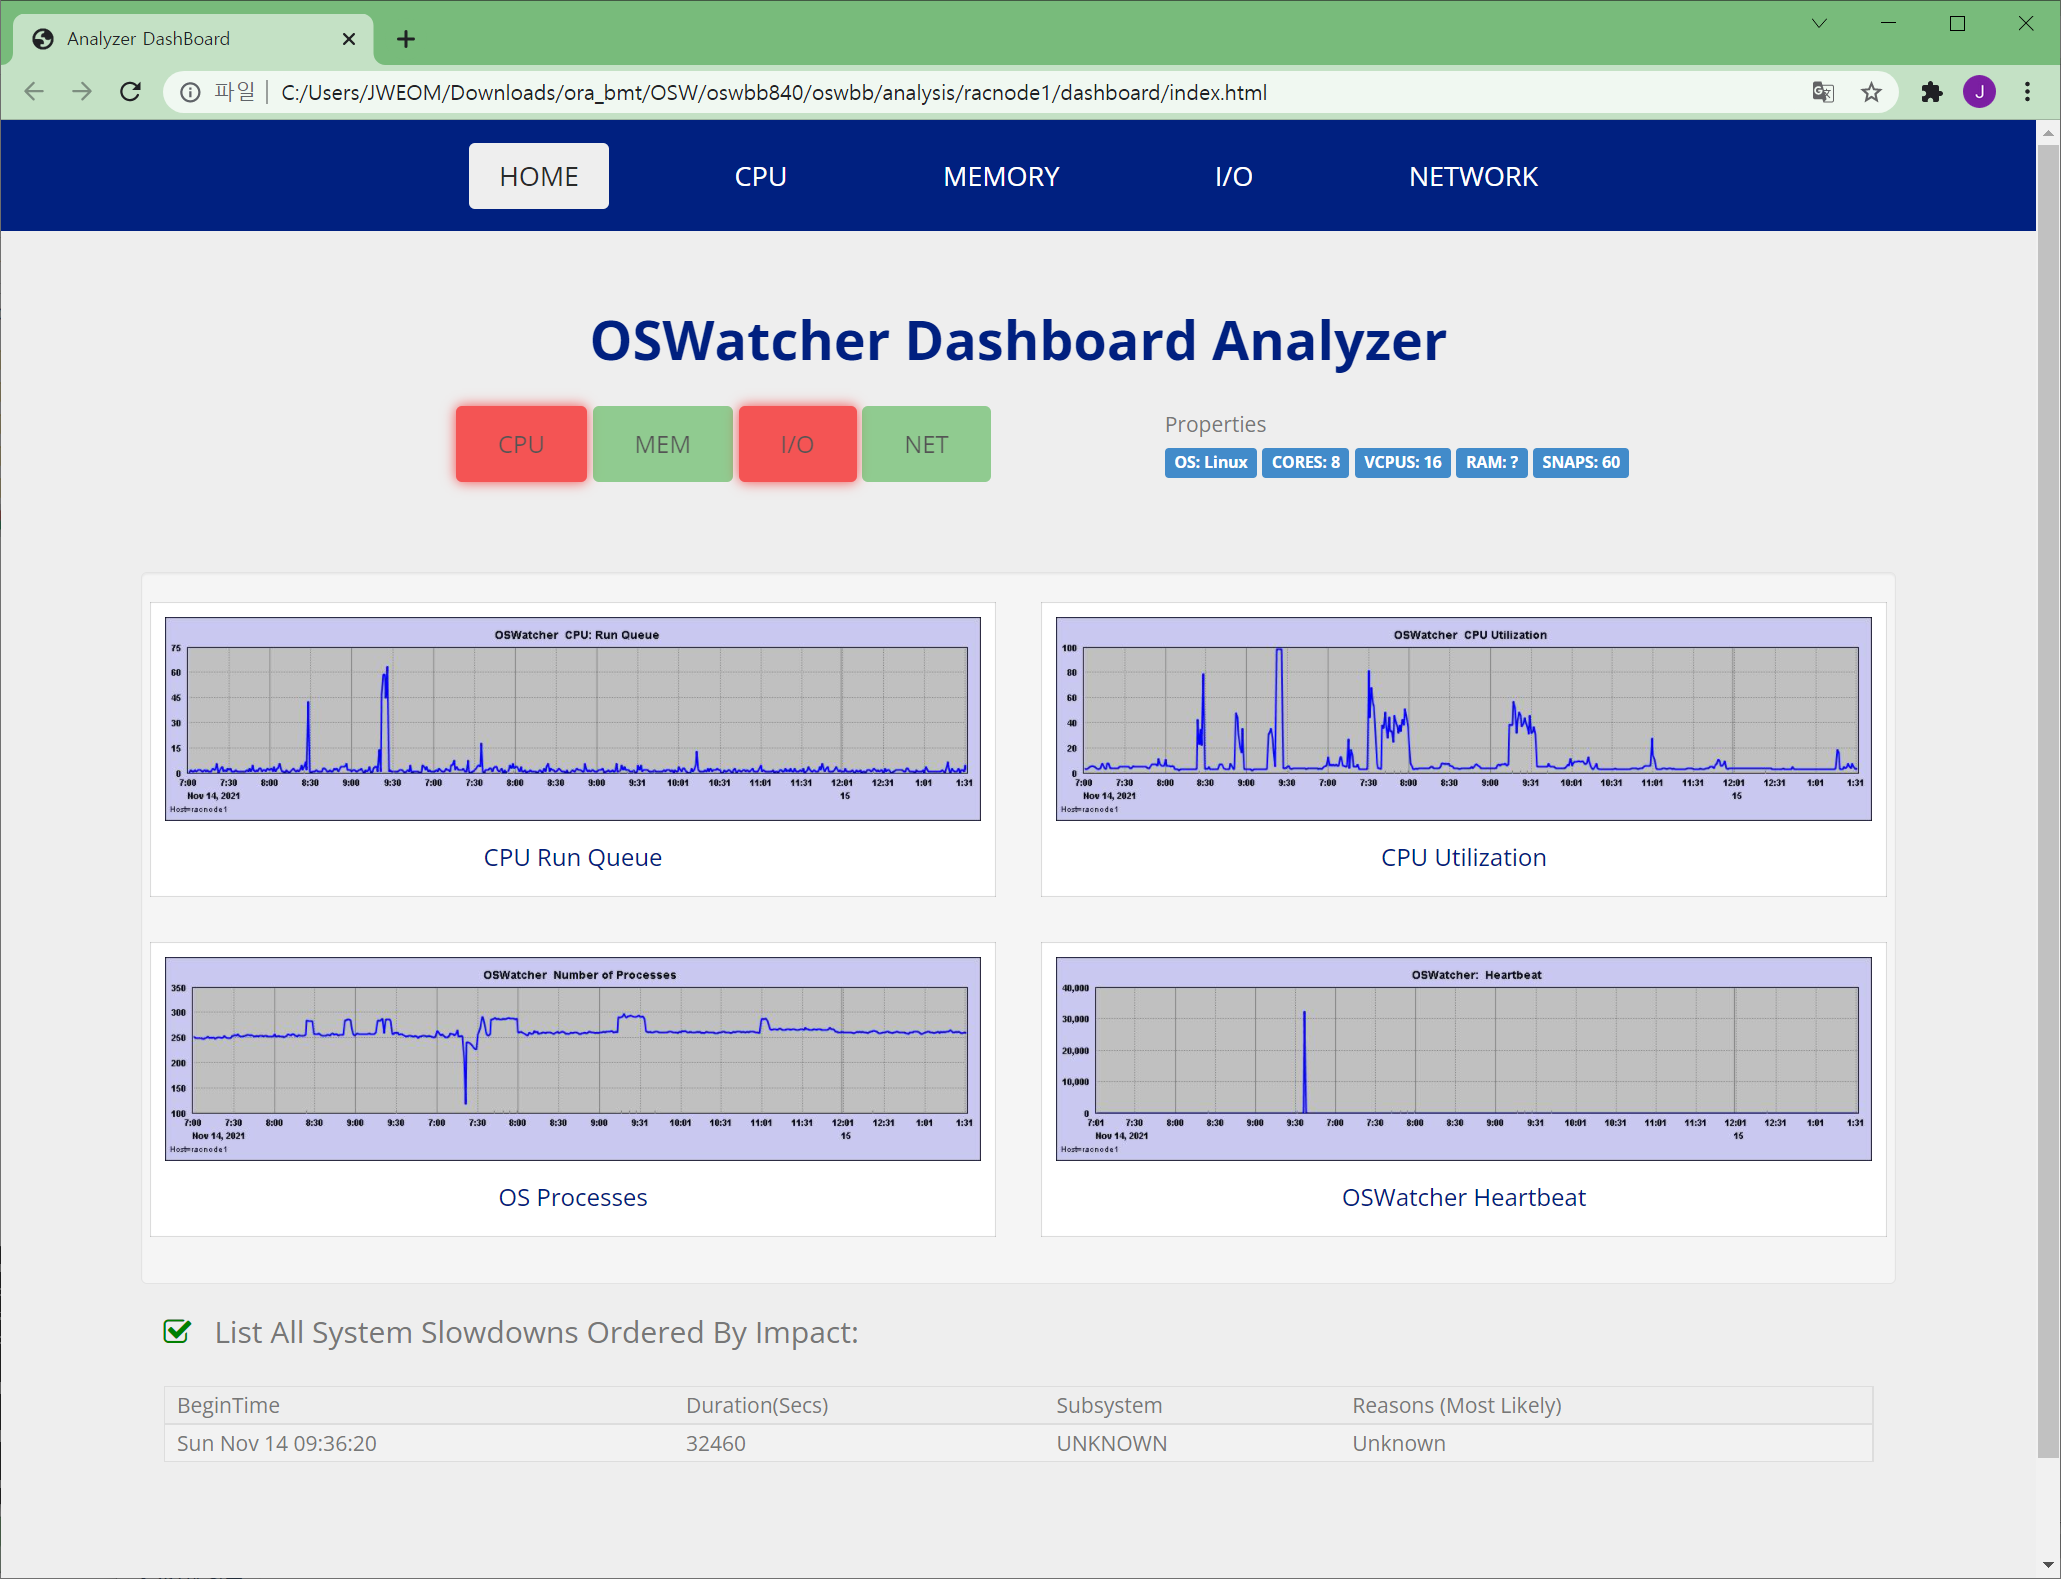 Analyzer DashBoard
파일 C:/Users/JWEOM/Downloads/ora_bmt/OSW/oswbb840/oswbb/analysis/racnode1/dashboard/index.html
J
HOME CPU MEMORY I/O NETWORK
OSWatcher Dashboard Analyzer
CPU MEM I/O NET
Properties
OS: Linux CORES: 8 VCPUS: 16 RAM: ? SNAPS: 60
OSWatcher CPU: Run Queue
75
60
45
30
15
0
7:00 7:30 8:00 8:30 9:00 9:30 7:00 7:30 8:00 8:30 9:00 9:31 10:01 10:31 11:01 11:31 12:01 12:31 1:01 1:31
Nov 14, 2021 15
Host=racnode1
CPU Run Queue
OSWatcher CPU Utilization
100
80
60
40
20
0
7:00 7:30 8:00 8:30 9:00 9:30 7:00 7:30 8:00 8:30 9:00 9:31 10:01 10:31 11:01 11:31 12:01 12:31 1:01 1:31
Nov 14, 2021 15
Host=racnode1
CPU Utilization
OSWatcher Number of Processes
350
300
250
200
150
100
7:00 7:30 8:00 8:30 9:00 9:30 7:00 7:30 8:00 8:30 9:00 9:31 10:01 10:31 11:01 11:31 12:01 12:31 1:01 1:31
Nov 14, 2021 15
Host=racnode1
OS Processes
OSWatcher: Heartbeat
40,000
30,000
20,000
10,000
0
7:01 7:30 8:00 8:30 9:00 9:30 7:00 7:30 8:00 8:30 9:00 9:31 10:01 10:31 11:01 11:31 12:01 12:31 1:01 1:31
Nov 14, 2021 15
Host=racnode1
OSWatcher Heartbeat
List All System Slowdowns Ordered By Impact:
BeginTime Duration(Secs) Subsystem Reasons (Most Likely)
Sun Nov 14 09:36:20 32460 UNKNOWN Unknown